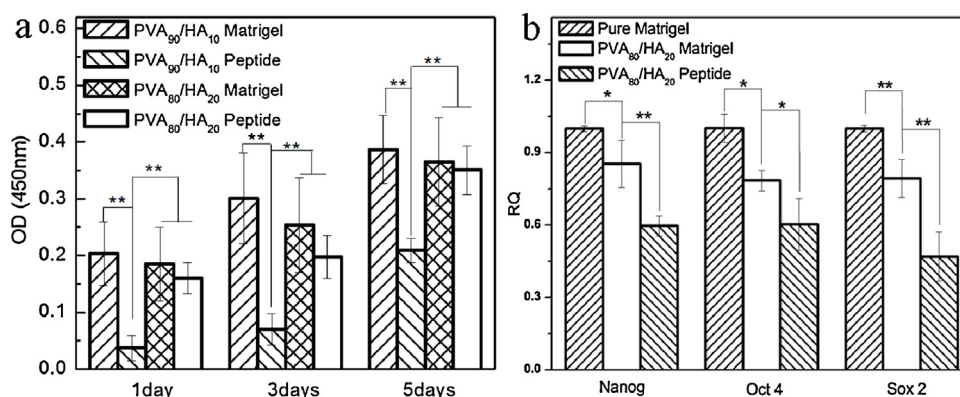 a
0.6
0.5
0.4
0.3
0.2
0.1
0.0
OD (450nm)
PVA90/HA10 Matrigel
PVA90/HA10 Peptide
PVA80/HA20 Matrigel
PVA80/HA20 Peptide
**
**
**
**
**
**
1day
3days
5days
b
1.2
0.9
0.6
0.3
0.0
RQ
Pure Matrigel
PVA80/HA20 Matrigel
PVA80/HA20 Peptide
*
**
*
*
**
**
Nanog
Oct 4
Sox 2